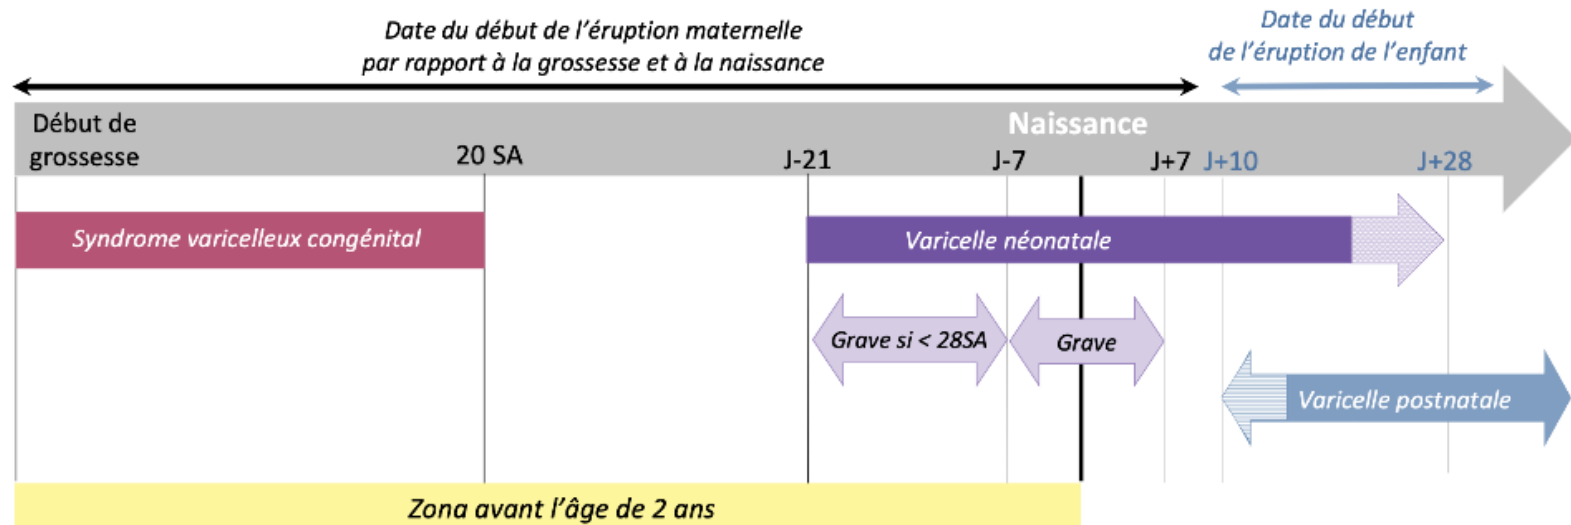 Date du début de l'éruption maternelle
par rapport à la grossesse et à la naissance
Date du début
de l'éruption de l'enfant
Début de
grossesse
20 SA
J-21
Naissance
J-7
J+7
J+10
J+28
Syndrome varicelleux congénital
Varicelle néonatale
Grave si < 28SA
Grave
Varicelle postnatale
Zona avant l'âge de 2 ans